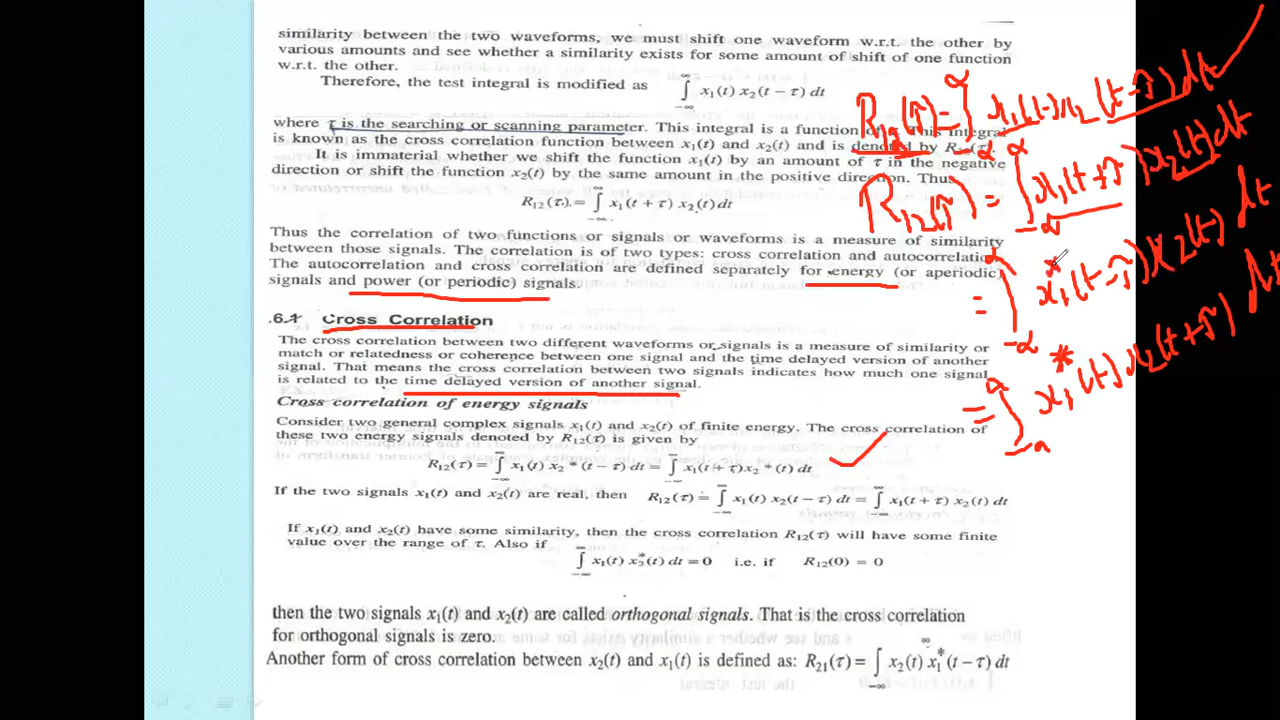 similarity between the two waveforms, we must shift one waveform w.r.t. the other by
various amounts and see whether a similarity exists for some amount of shift of one function
w.r.t. the other.
Therefore, the test integral is modified as ∫_{-∞}^{∞} x₁(t) x₂(t − τ) dt
where τ is the searching or scanning parameter. This integral is a function of This integral
is known as the cross correlation function between x₁(t) and x₂(t) and is denoted by R₁₂(τ).
It is immaterial whether we shift the function x₁(t) by an amount of τ in the negative
direction or shift the function x₂(t) by the same amount in the positive direction. Thus
R₁₂(τ) = ∫_{-∞}^{∞} x₁(t + τ) x₂(t) dt
Thus the correlation of two functions or signals or waveforms is a measure of similarity
between those signals. The correlation is of two types: cross correlation and autocorrelation
The autocorrelation and cross correlation are defined separately for energy (or aperiodic)
signals and power (or periodic) signals.
.6.1 Cross Correlation
The cross correlation between two different waveforms or signals is a measure of similarity or
match or relatedness or coherence between one signal and the time delayed version of another
signal. That means the cross correlation between two signals indicates how much one signal
is related to the time delayed version of another signal.
Cross correlation of energy signals
Consider two general complex signals x₁(t) and x₂(t) of finite energy. The cross correlation of
these two energy signals denoted by R₁₂(τ) is given by
R₁₂(τ) = ∫_{-∞}^{∞} x₁(t) x₂*(t − τ) dt = ∫_{-∞}^{∞} x₁(t + τ)x₂*(t) dt
If the two signals x₁(t) and x₂(t) are real, then R₁₂(τ) = ∫_{-∞}^{∞} x₁(t) x₂(t − τ) dt = ∫_{-∞}^{∞} x₁(t + τ) x₂(t) dt
If x₁(t) and x₂(t) have some similarity, then the cross correlation R₁₂(τ) will have some finite
value over the range of τ. Also if
∫_{-∞}^{∞} x₁(t) x₂*(t) dt = 0 i.e. if R₁₂(0) = 0
then the two signals x₁(t) and x₂(t) are called orthogonal signals. That is the cross correlation
for orthogonal signals is zero.
Another form of cross correlation between x₂(t) and x₁(t) is defined as: R₂₁(τ) = ∫_{-∞}^{∞} x₂(t) x₁*(t − τ) dt
R₁₂(τ) = ∫_{-∞}^{∞} x₁(t) x₂(t − τ) dt
R₁₂(τ) = ∫_{-∞}^{∞} x₁(t + τ) x₂(t) dt
= ∫_{-∞}^{∞} x₁*(t − τ) x₂(t) dt
= ∫_{-∞}^{∞} x₁*(t) x₂(t + τ) dt